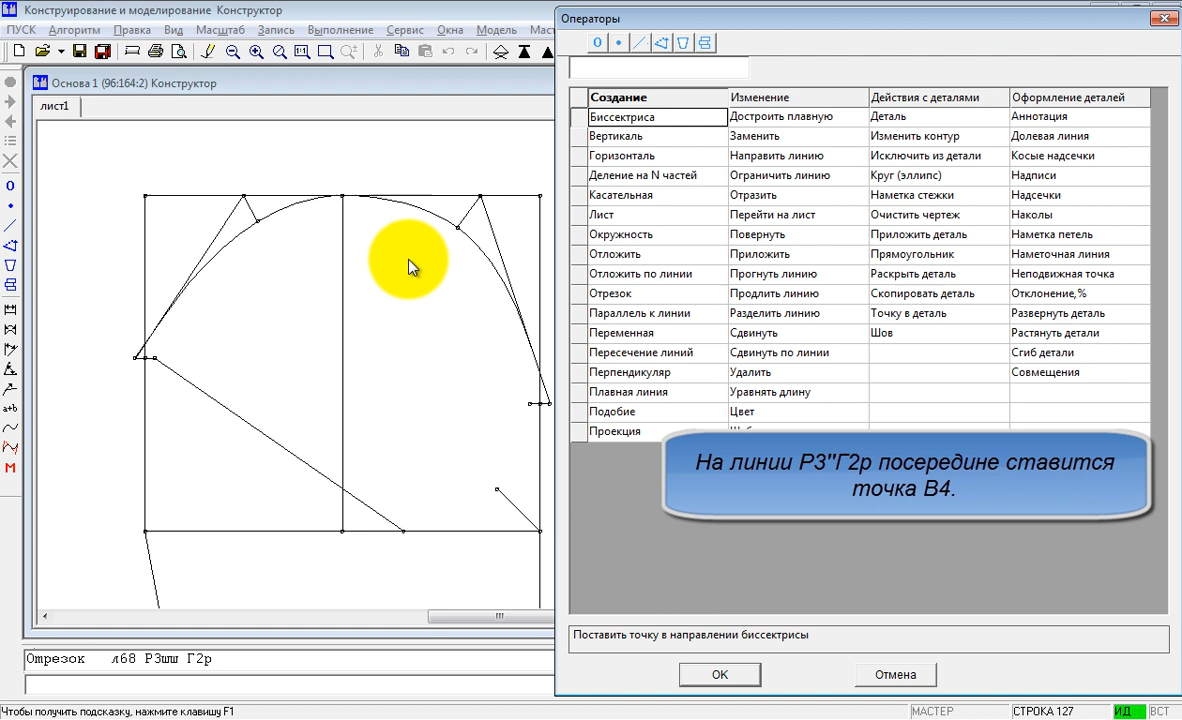 Конструирование и моделирование Конструктор
ПУСК Алгоритм Правка Вид Масштаб Запись Выполнение Сервис Окна Модель Маст
Основа 1 (96:164:2) Конструктор
лист1
a+b
М
Операторы
Создание Изменение Действия с деталями Оформление деталей
Биссектриса Достроить плавную Деталь Аннотация
Вертикаль Заменить Изменить контур Долевая линия
Горизонталь Направить линию Исключить из детали Косые надсечки
Деление на N частей Ограничить линию Круг (эллипс) Надписи
Касательная Отразить Наметка стежки Надсечки
Лист Перейти на лист Очистить чертеж Наколы
Окружность Повернуть Приложить деталь Наметка петель
Отложить Приложить Прямоугольник Наметочная линия
Отложить по линии Прогнуть линию Раскрыть деталь Неподвижная точка
Отрезок Продлить линию Скопировать деталь Отклонение,%
Параллель к линии Разделить линию Точку в деталь Развернуть деталь
Переменная Сдвинуть Шов Растянуть детали
Пересечение линий Сдвинуть по линии Сгиб детали
Перпендикуляр Удалить Совмещения
Плавная линия Уравнять длину
Подобие Цвет
Проекция
На линии Р3"Г2р посередине ставится
точка В4.
Поставить точку в направлении биссектрисы
OK Отмена
Отрезок л68 Р3шш Г2р
Чтобы получить подсказку, нажмите клавишу F1 МАСТЕР СТРОКА 127 ИД ВСТ